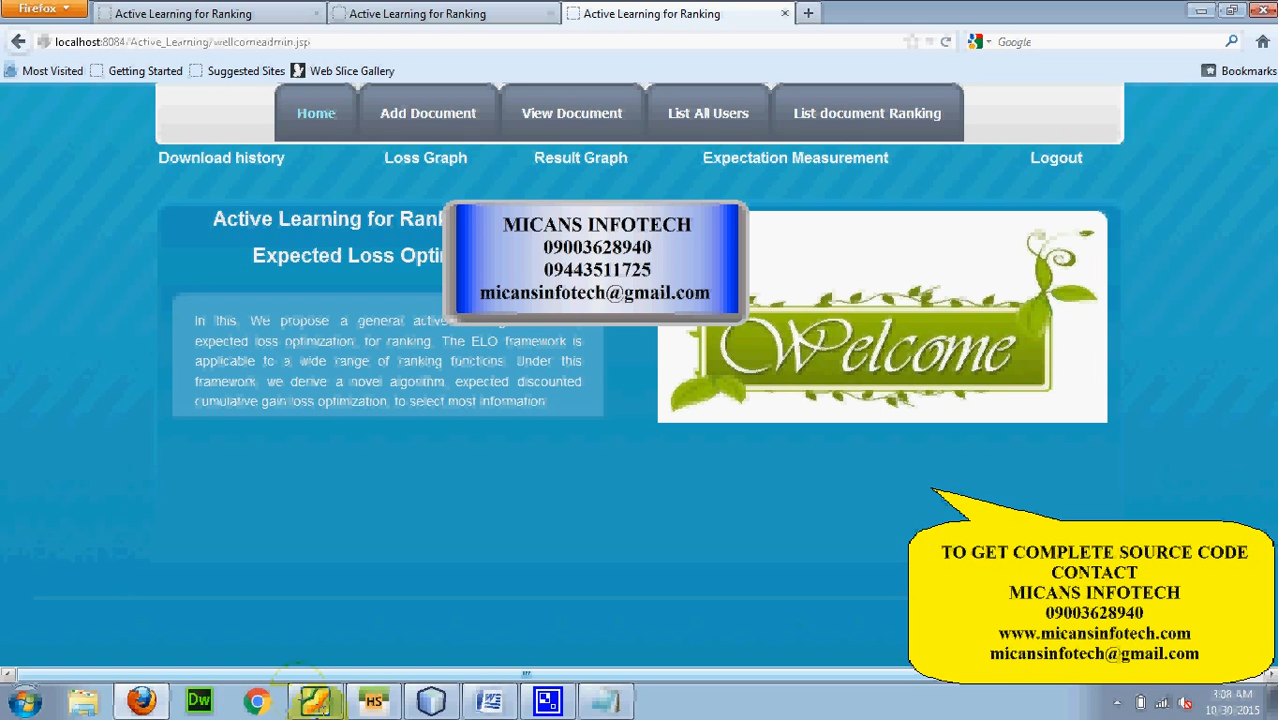 Firefox
Active Learning for Ranking
Active Learning for Ranking
Active Learning for Ranking
localhost:8084/Active_Learning/wellcomeadmin.jsp
Google
Most Visited
Getting Started
Suggested Sites
Web Slice Gallery
Bookmarks
Home
Add Document
View Document
List All Users
List document Ranking
Download history
Loss Graph
Result Graph
Expectation Measurement
Logout
Active Learning for Rank
Expected Loss Opti
MICANS INFOTECH
09003628940
09443511725
micansinfotech@gmail.com
In this. We propose a general active
expected loss optimization, for ranking. The ELO framework is
applicable to a wide range of ranking functions. Under this
framework, we derive a novel algorithm, expected discounted
cumulative gain loss optimization, to select most information
Welcome
TO GET COMPLETE SOURCE CODE
CONTACT
MICANS INFOTECH
09003628940
www.micansinfotech.com
micansinfotech@gmail.com
Dw
HS
3:08 AM
10-30-2015